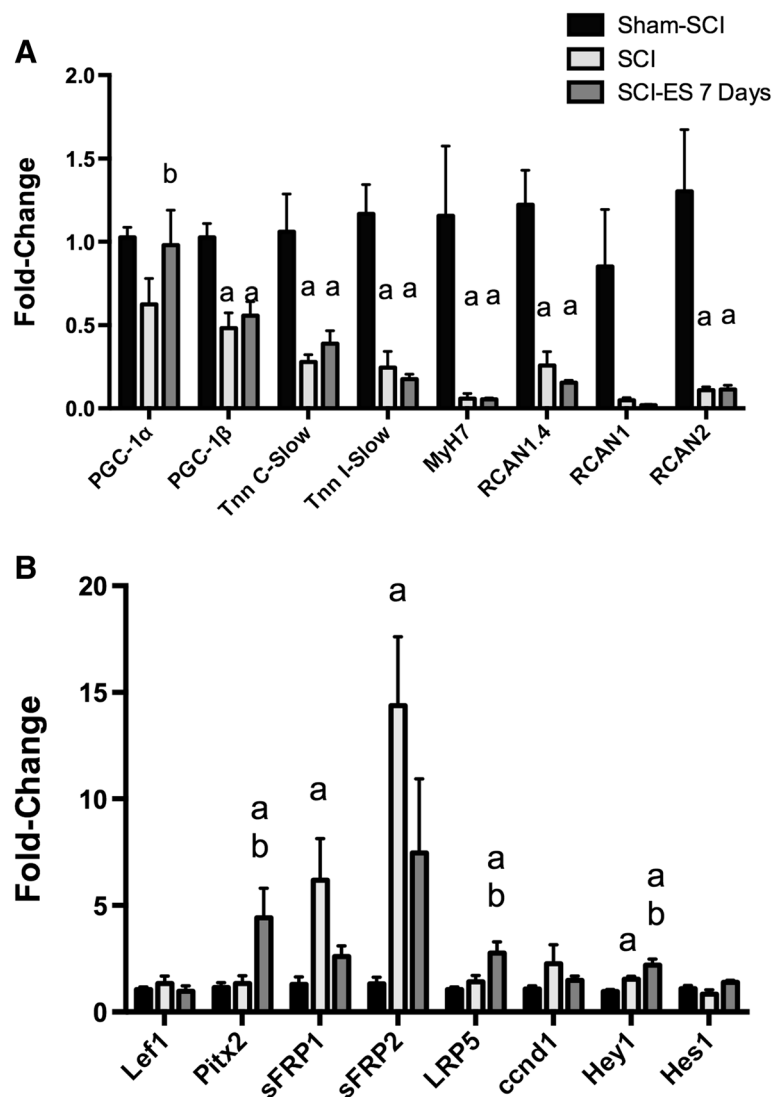 Sham-SCI
SCI
SCI-ES 7 Days
A
2.0
1.5
1.0
0.5
0.0
Fold-Change
b
a a
a a
a a
a a
a a
a a
PGC-1α
PGC-1β
Tnn C-Slow
Tnn I-Slow
MyH7
RCAN1.4
RCAN1
RCAN2
B
20
15
10
5
0
Fold-Change
a
b
a
a
a
b
a
a
b
Lef1
Pitx2
sFRP1
sFRP2
LRP5
ccnd1
Hey1
Hes1